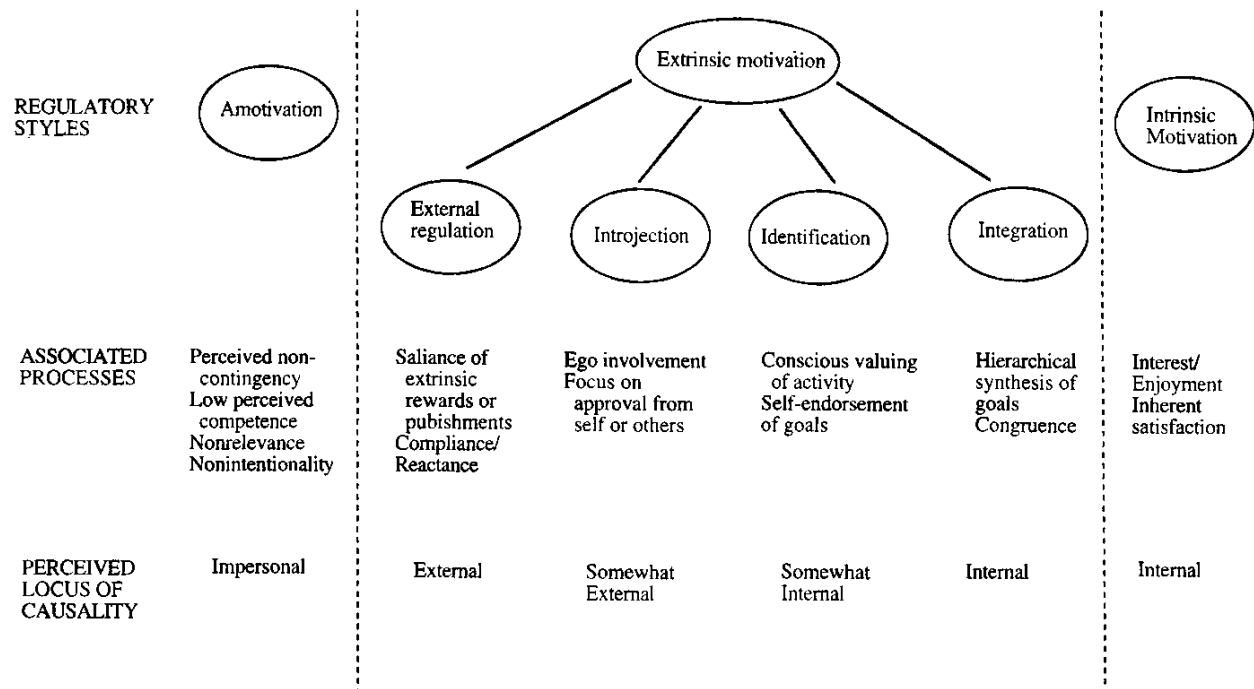 Extrinsic motivation
REGULATORY
STYLES
Amotivation
Intrinsic
Motivation
External
regulation
Introjection
Identification
Integration
ASSOCIATED
PROCESSES
Perceived non-
contingency
Low perceived
competence
Nonrelevance
Nonintentionality
Saliance of
extrinsic
rewards or
pubishments
Compliance/
Reactance
Ego involvement
Focus on
approval from
self or others
Conscious valuing
of activity
Self-endorsement
of goals
Hierarchical
synthesis of
goals
Congruence
Interest/
Enjoyment
Inherent
satisfaction
PERCEIVED
LOCUS OF
CAUSALITY
Impersonal
External
Somewhat
External
Somewhat
Internal
Internal
Internal